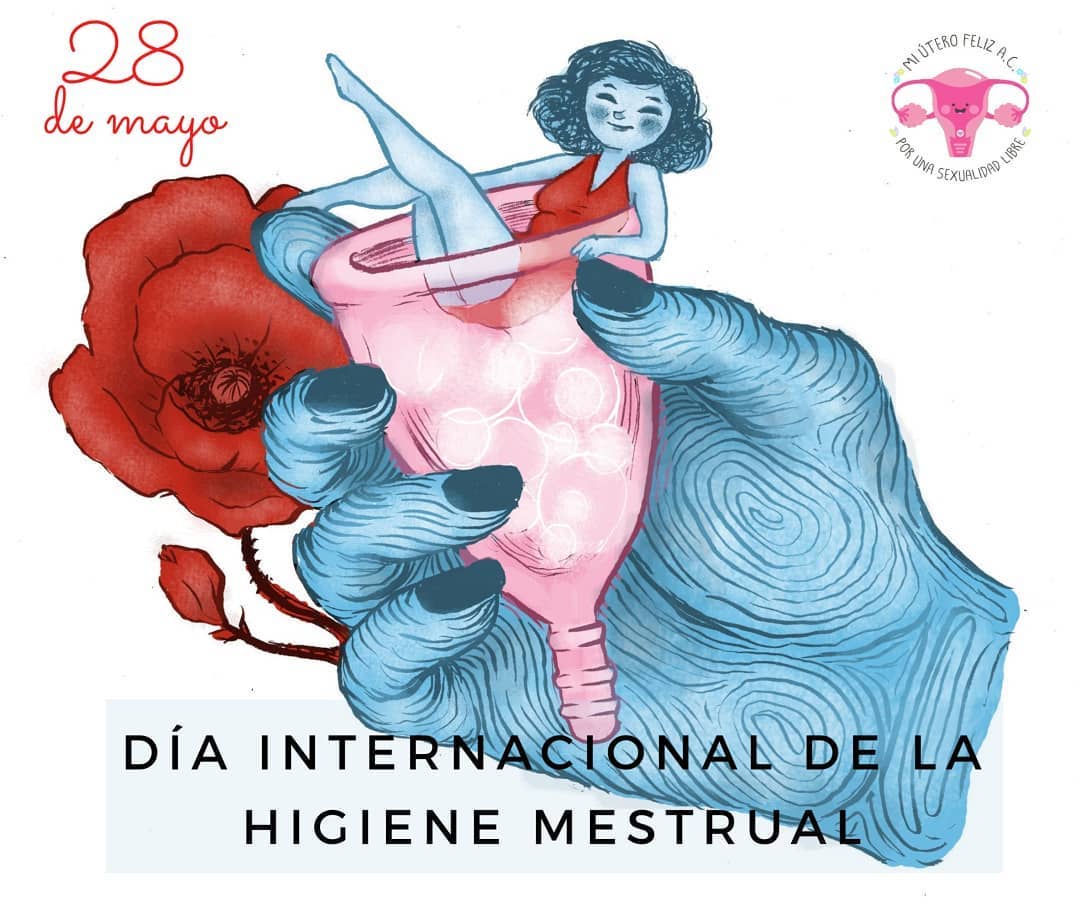 28
de mayo
MI ÚTERO FELIZ A.C.
POR UNA SEXUALIDAD LIBRE
DÍA INTERNACIONAL DE LA
HIGIENE MESTRUAL